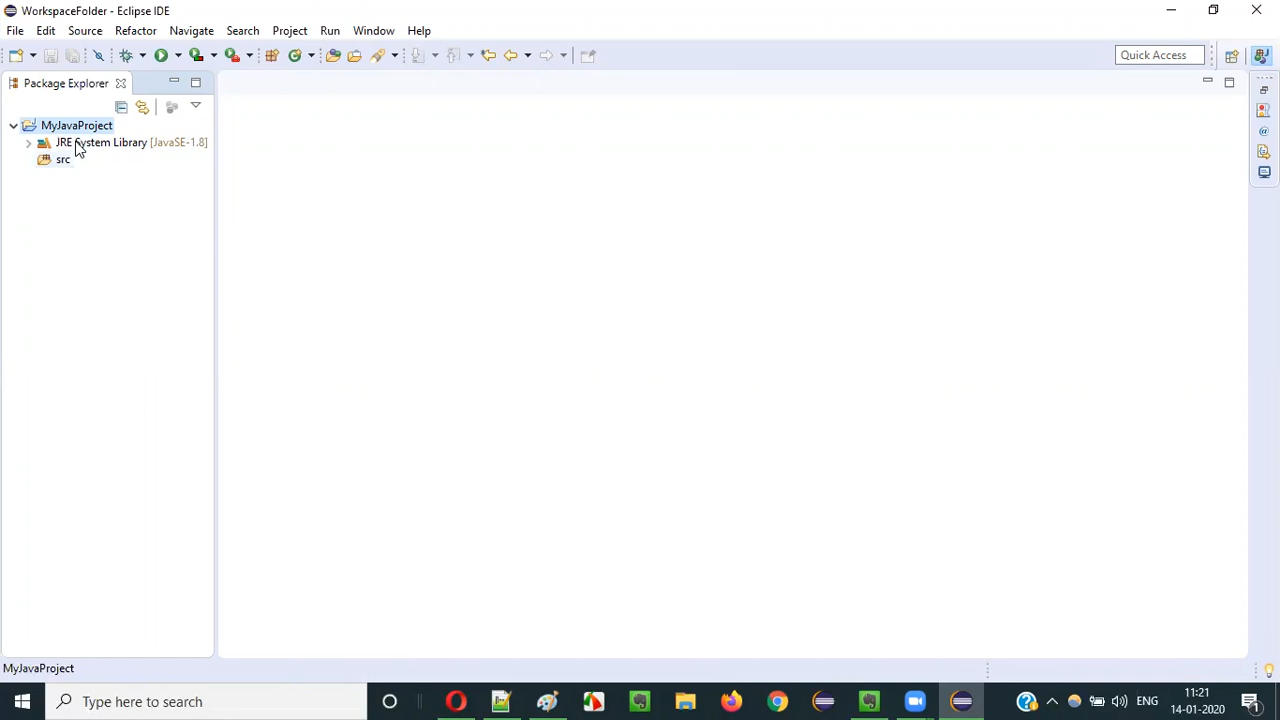 WorkspaceFolder - Eclipse IDE
File Edit Source Refactor Navigate Search Project Run Window Help
Quick Access
Package Explorer
MyJavaProject
JRE System Library [JavaSE-1.8]
src
MyJavaProject
Type here to search
ENG
11:21
14-01-2020
1